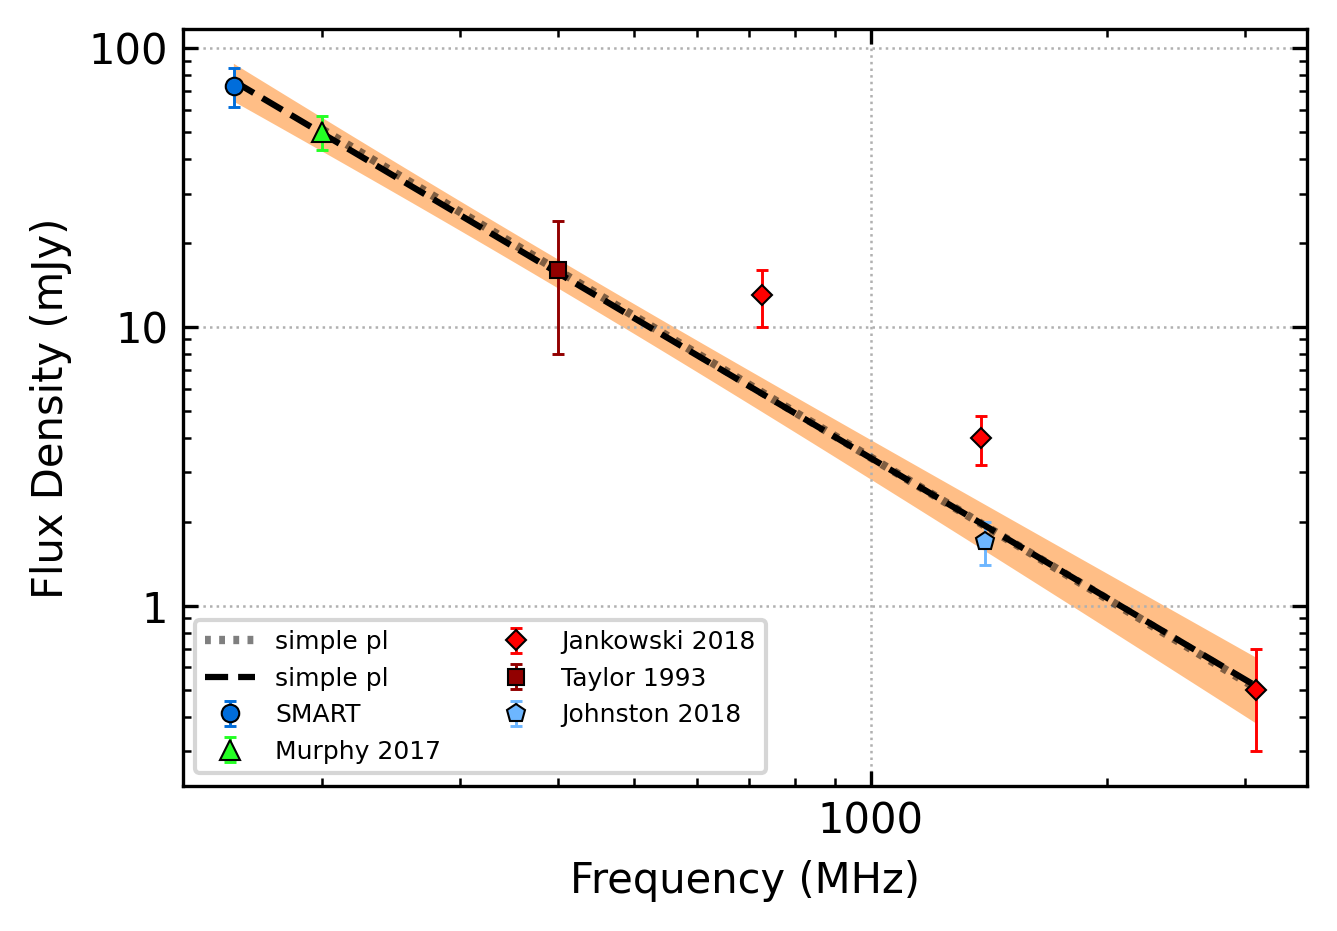 100
10
1
Flux Density (mJy)
simple pl
simple pl
SMART
Murphy 2017
Jankowski 2018
Taylor 1993
Johnston 2018
1000
Frequency (MHz)